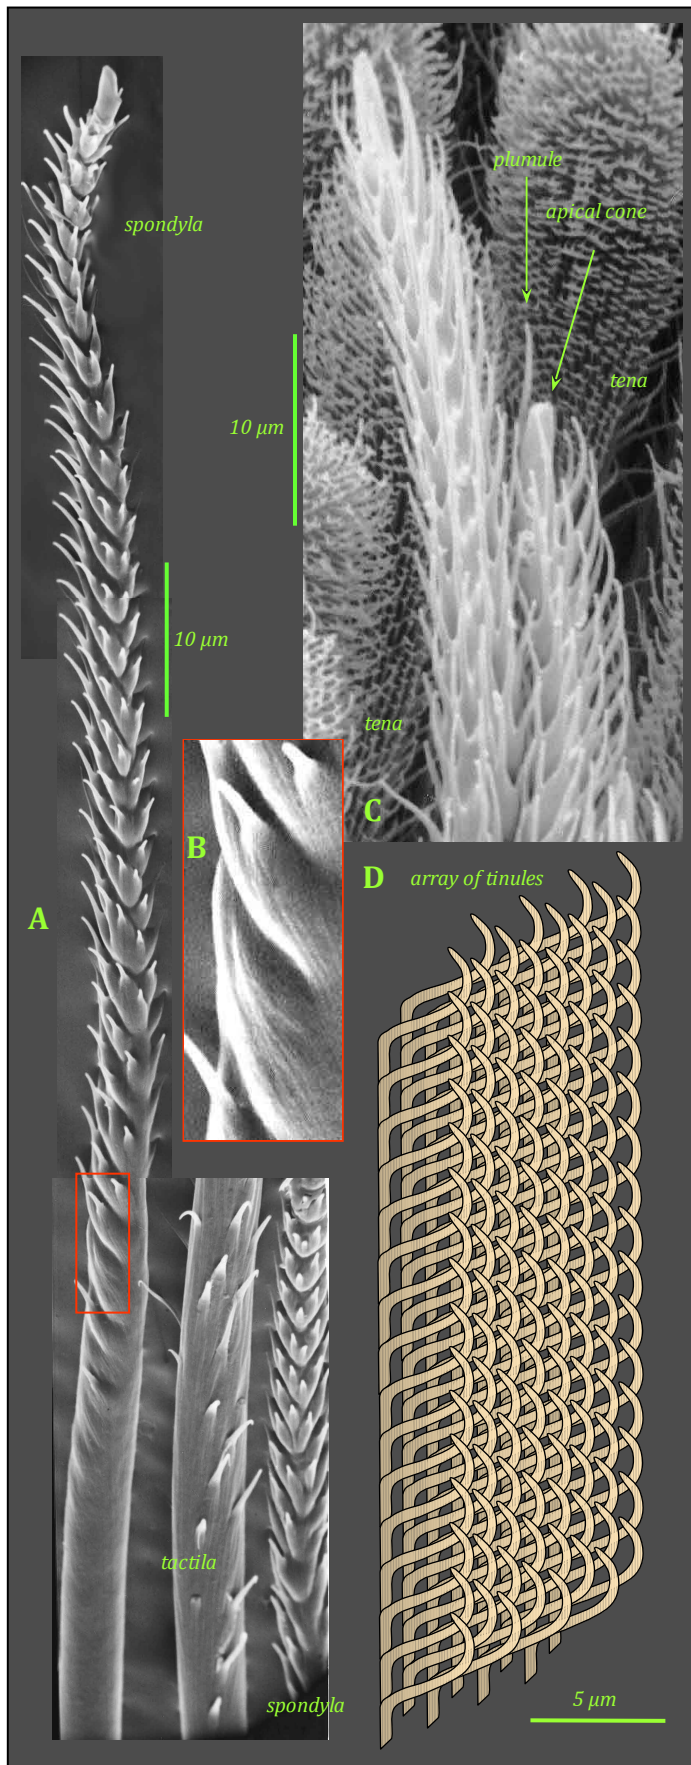 plumule
apical cone
spondyla
tena
10 µm
10 µm
tena
C
B
D
array of tinules
A
tactila
spondyla
5 µm